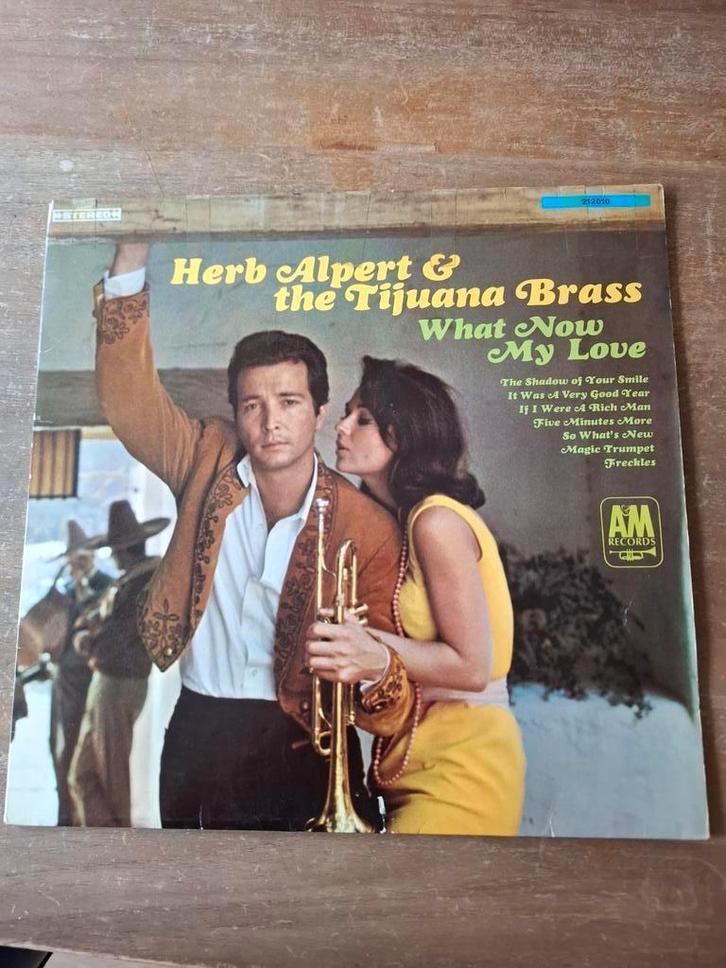 STEREO
212010
Herb Alpert &
the Tijuana Brass
What Now
My Love
The Shadow of Your Smile
It Was A Very Good Year
If I Were A Rich Man
Five Minutes More
So What's New
Magic Trumpet
Freckles
A&M
RECORDS